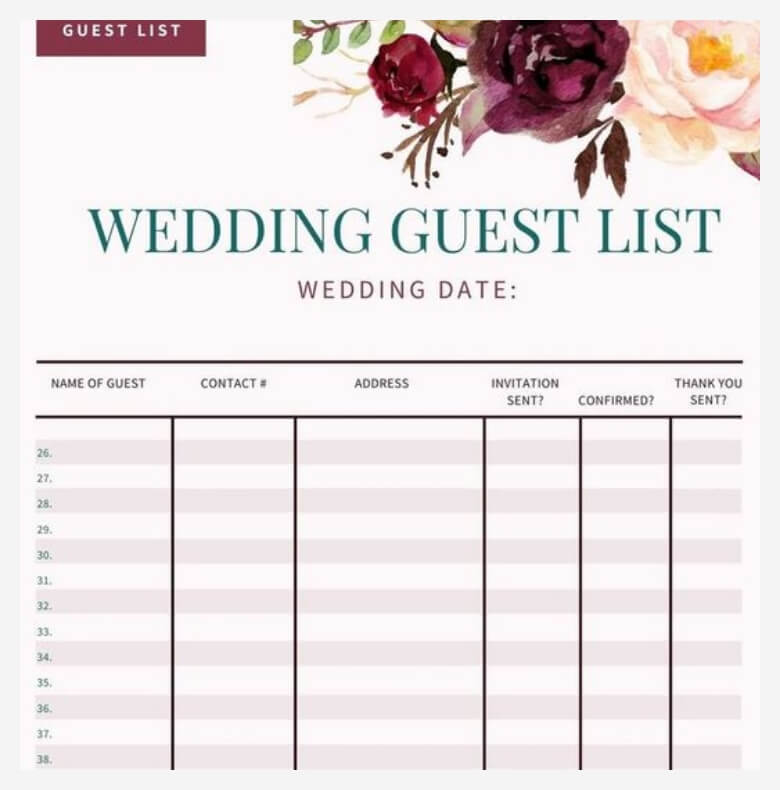 GUEST LIST
WEDDING GUEST LIST
WEDDING DATE:
NAME OF GUEST
CONTACT #
ADDRESS
INVITATION
SENT?
CONFIRMED?
THANK YOU
SENT?
26.
27.
28.
29.
30.
31.
32.
33.
34.
35.
36.
37.
38.